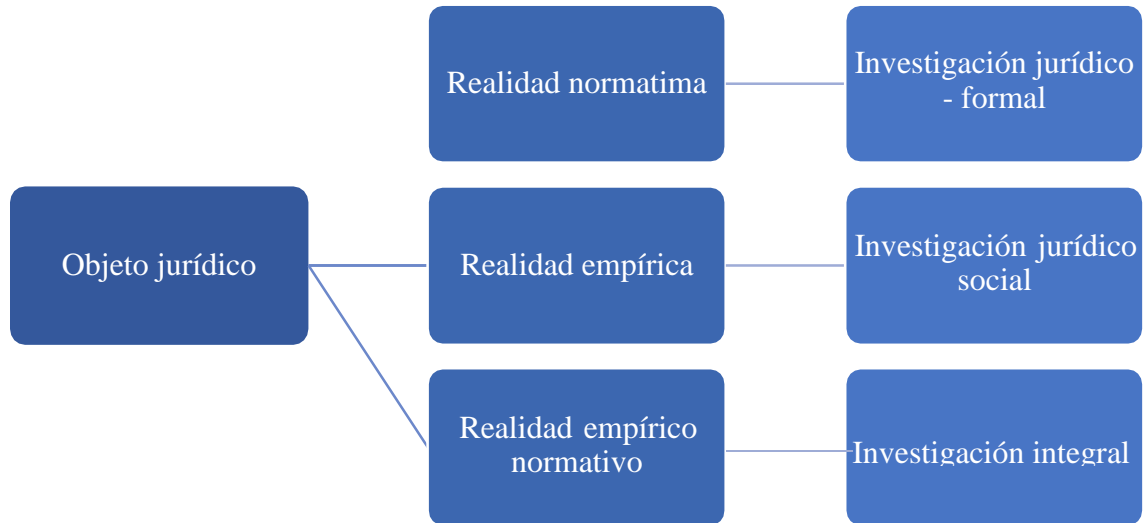 Realidad normatima
Investigación jurídico
- formal
Objeto jurídico
Realidad empírica
Investigación jurídico
social
Realidad empírico
normativo
Investigación integral